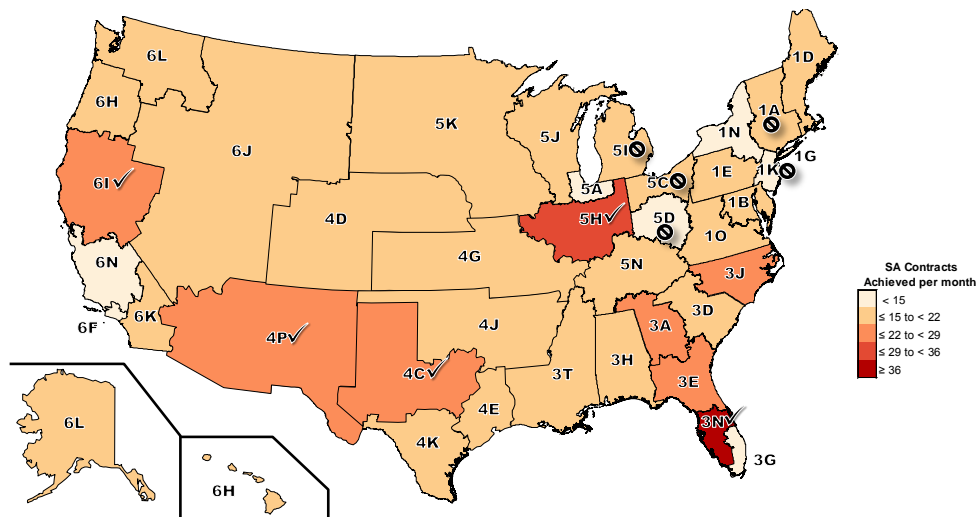 1D
6L
6H
1A
5K
1N
5J
5I
6J
1G
1E
1K
5C
6I
5A
1B
4D
5H
5D
1O
4G
6N
5N
3J
3D
6K
6F
4J
3A
4P
3H
4C
3T
3E
4E
3N
4K
3G
6L
6H
SA Contracts
Achieved per month
< 15
≤ 15 to < 22
≤ 22 to < 29
≤ 29 to < 36
≥ 36